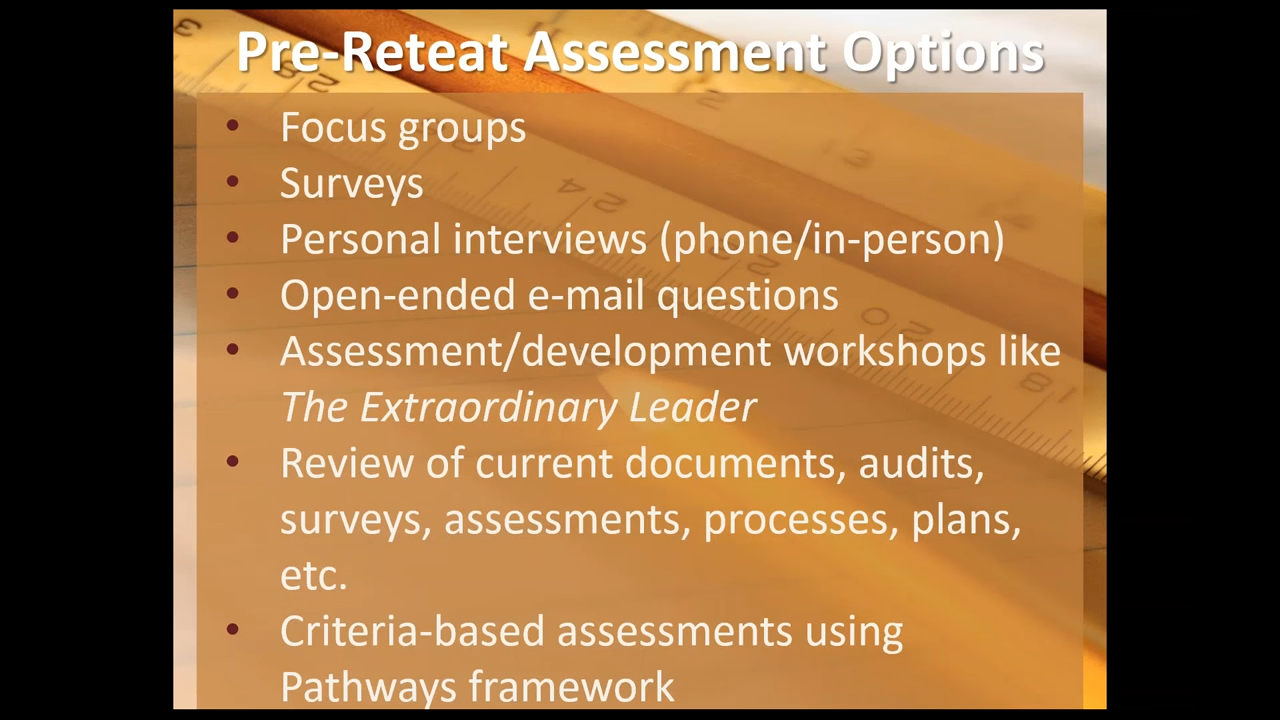 Pre-Reteat Assessment Options
• Focus groups
• Surveys
• Personal interviews (phone/in-person)
• Open-ended e-mail questions
• Assessment/development workshops like
The Extraordinary Leader
• Review of current documents, audits,
surveys, assessments, processes, plans,
etc.
• Criteria-based assessments using
Pathways framework